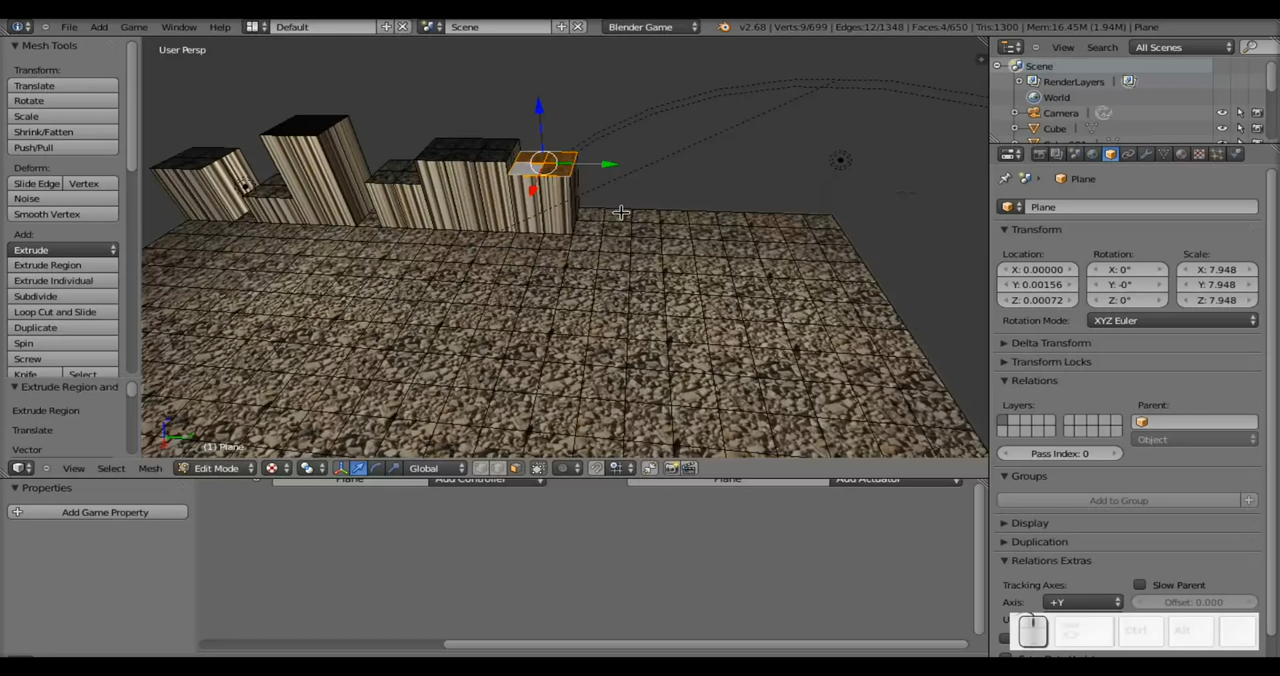 File Add Game Window Help Default Scene Blender Game v2.68 | Verts:9/699 | Edges:12/1348 | Faces:4/650 | Tris:1300 | Mem:16.45M (1.94M) | Plane
Mesh Tools
Transform:
Translate
Rotate
Scale
Shrink/Fatten
Push/Pull
Deform:
Slide Edge Vertex
Noise
Smooth Vertex
Add:
Extrude
Extrude Region
Extrude Individual
Subdivide
Loop Cut and Slide
Duplicate
Spin
Screw
Knife Select
Extrude Region and
Extrude Region
Translate
Vector
User Persp
(1) Plane
View Select Mesh Edit Mode Global
Properties
Add Game Property
Plane Add Controller Plane Add Actuator
View Search All Scenes
Scene
RenderLayers |
World
Camera
Cube
Plane
Plane
Transform
Location: Rotation: Scale:
X: 0.00000 X: 0° X: 7.948
Y: 0.00156 Y: -0° Y: 7.948
Z: 0.00072 Z: 0° Z: 7.948
Rotation Mode: XYZ Euler
Delta Transform
Transform Locks
Relations
Layers: Parent:
Object
Pass Index: 0
Groups
Add to Group
Display
Duplication
Relations Extras
Tracking Axes: Slow Parent
Axis: +Y Offset: 0.000
Ctrl Alt